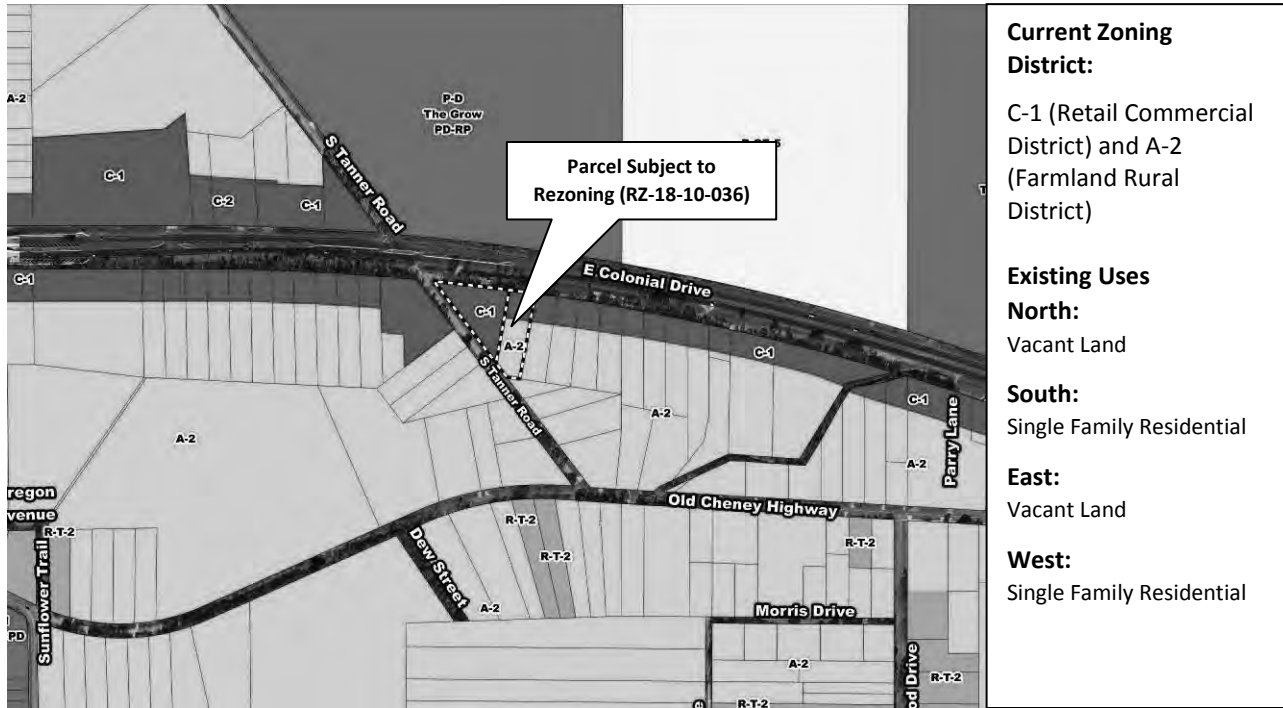 A-2
P-D
The Grow
PD-RP
S Tanner Road
C-1
C-2
C-1
Parcel Subject to
Rezoning (RZ-18-10-036)
E Colonial Drive
C-1
C-1
A-2
S Tanner Road
C-1
C-1
A-2
A-2
A-2
Parry Lane
Old Cheney Highway
R-T-2
R-T-2
R-T-2
R-T-2
Sunflower Trail
Dew Street
A-2
PD
Morris Drive
A-2
R-T-2
R-T-2
Current Zoning
District:
C-1 (Retail Commercial
District) and A-2
(Farmland Rural
District)
Existing Uses
North:
Vacant Land
South:
Single Family Residential
East:
Vacant Land
West:
Single Family Residential